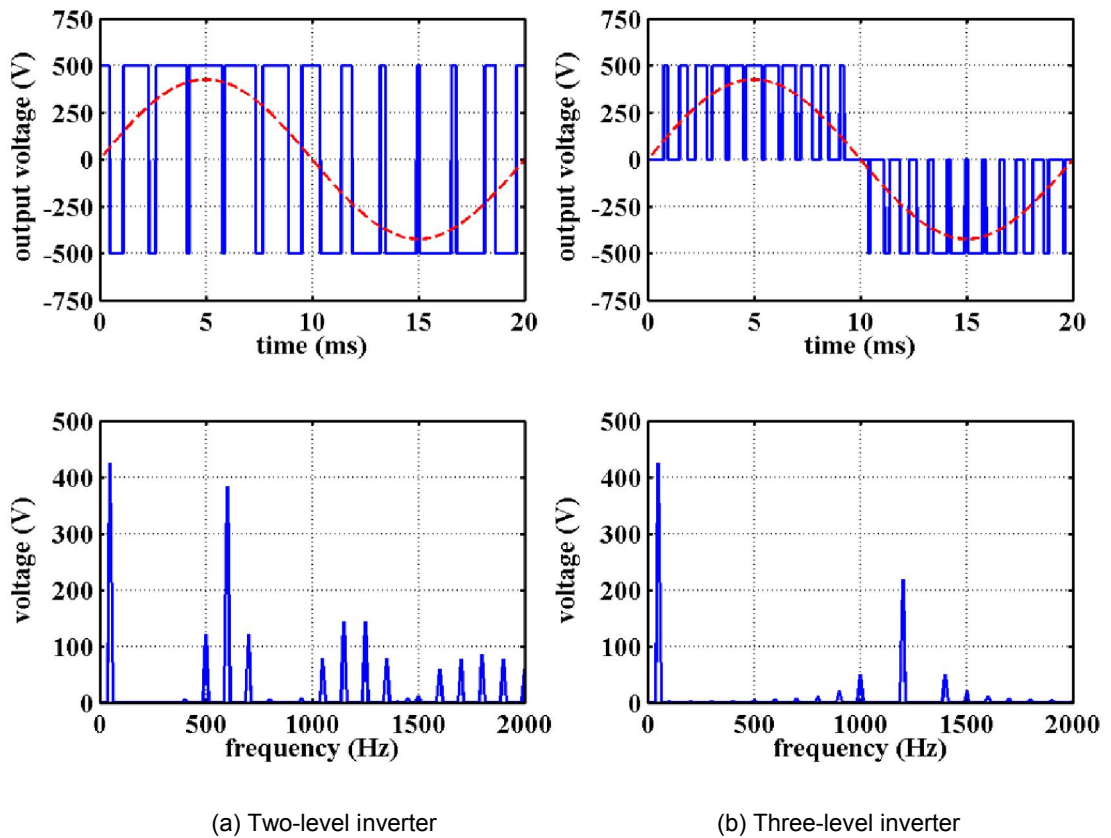 750
500
250
0
-250
-500
-750
output voltage (V)
0 5 10 15 20
time (ms)
750
500
250
0
-250
-500
-750
output voltage (V)
0 5 10 15 20
time (ms)
500
400
300
200
100
0
voltage (V)
0 500 1000 1500 2000
frequency (Hz)
500
400
300
200
100
0
voltage (V)
0 500 1000 1500 2000
frequency (Hz)
(a) Two-level inverter
(b) Three-level inverter